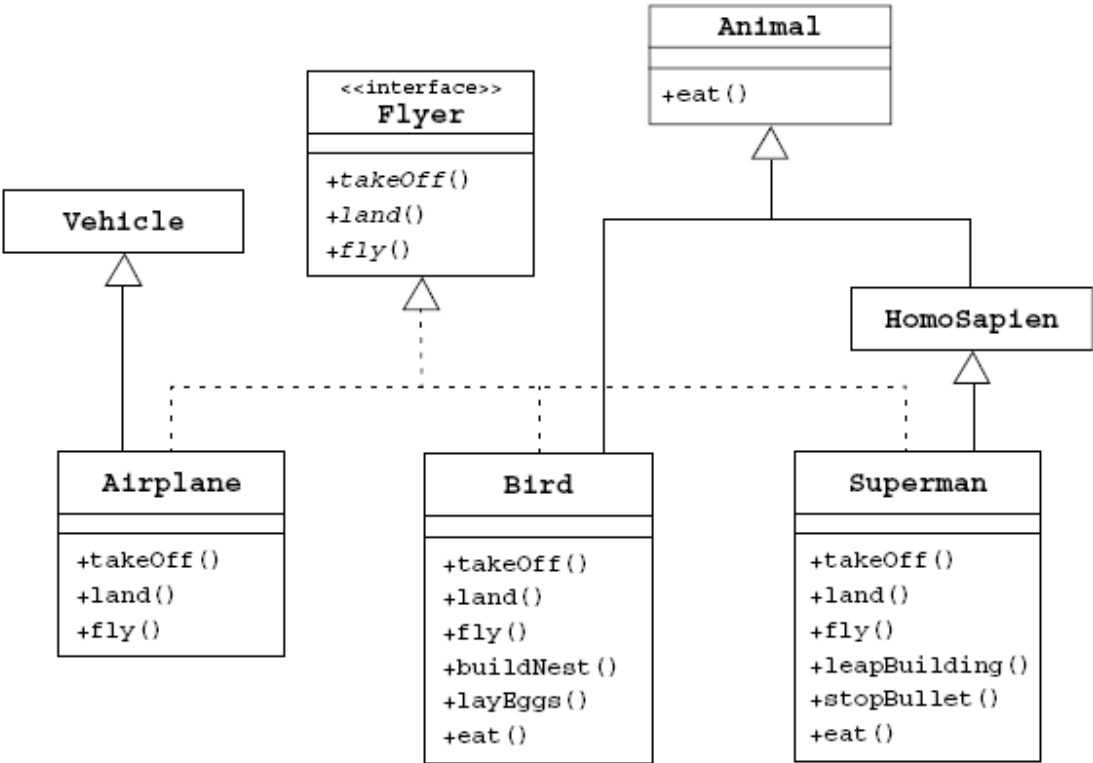 Animal
+eat()
<<interface>>
Flyer
+takeOff()
+land()
+fly()
Vehicle
HomoSapien
Airplane
+takeOff()
+land()
+fly()
Bird
+takeOff()
+land()
+fly()
+buildNest()
+layEggs()
+eat()
Superman
+takeOff()
+land()
+fly()
+leapBuilding()
+stopBullet()
+eat()